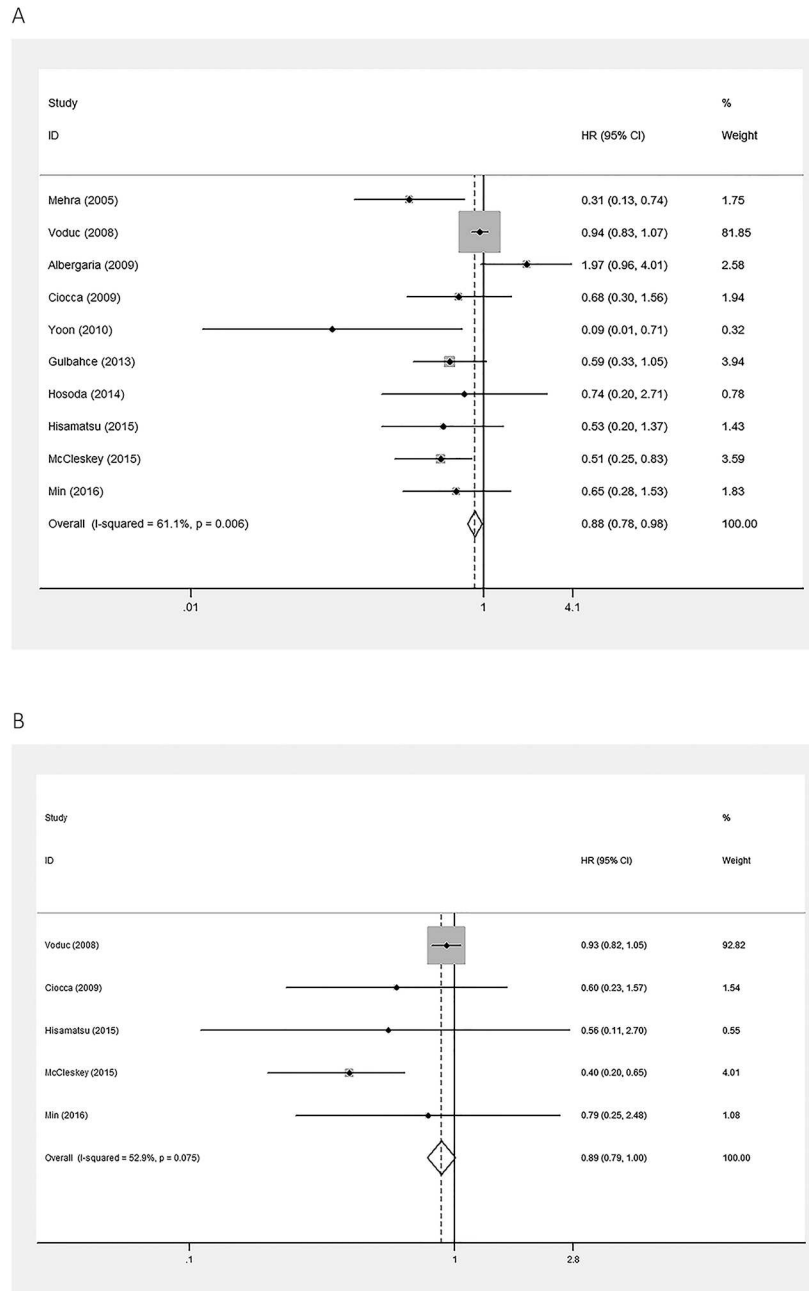 A
Study %
ID HR (95% CI) Weight
Mehra (2005) 0.31 (0.13, 0.74) 1.75
Voduc (2008) 0.94 (0.83, 1.07) 81.85
Albergaria (2009) 1.97 (0.96, 4.01) 2.58
Ciocca (2009) 0.68 (0.30, 1.56) 1.94
Yoon (2010) 0.09 (0.01, 0.71) 0.32
Gulbahce (2013) 0.59 (0.33, 1.05) 3.94
Hosoda (2014) 0.74 (0.20, 2.71) 0.78
Hisamatsu (2015) 0.53 (0.20, 1.37) 1.43
McCleskey (2015) 0.51 (0.25, 0.83) 3.59
Min (2016) 0.65 (0.28, 1.53) 1.83
Overall (I-squared = 61.1%, p = 0.006) 0.88 (0.78, 0.98) 100.00
.01 1 4.1
B
Study %
ID HR (95% CI) Weight
Voduc (2008) 0.93 (0.82, 1.05) 92.82
Ciocca (2009) 0.60 (0.23, 1.57) 1.54
Hisamatsu (2015) 0.56 (0.11, 2.70) 0.55
McCleskey (2015) 0.40 (0.20, 0.65) 4.01
Min (2016) 0.79 (0.25, 2.48) 1.08
Overall (I-squared = 52.9%, p = 0.075) 0.89 (0.79, 1.00) 100.00
.1 1 2.8